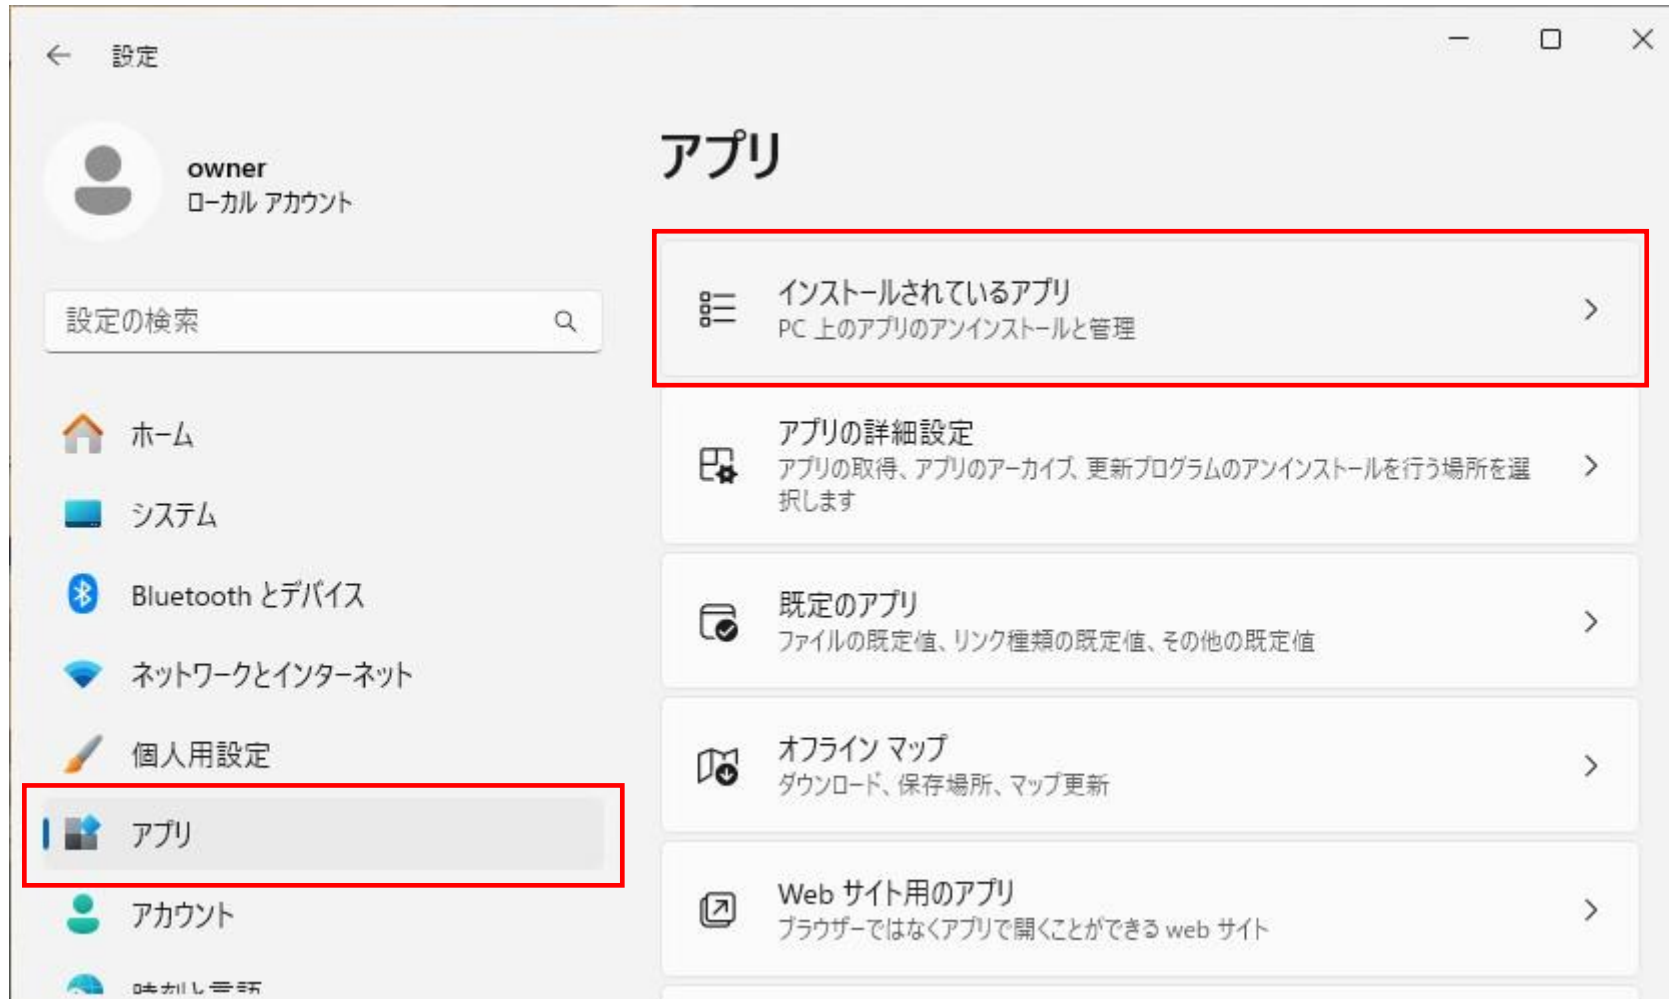 設定
owner
ローカル アカウント
設定の検索
ホーム
システム
Bluetooth とデバイス
ネットワークとインターネット
個人用設定
アプリ
アカウント
時刻と言語
アプリ
インストールされているアプリ
PC 上のアプリのアンインストールと管理
アプリの詳細設定
アプリの取得、アプリのアーカイブ、更新プログラムのアンインストールを行う場所を選
択します
既定のアプリ
ファイルの既定値、リンク種類の既定値、その他の既定値
オフライン マップ
ダウンロード、保存場所、マップ更新
Web サイト用のアプリ
ブラウザーではなくアプリで開くことができる web サイト